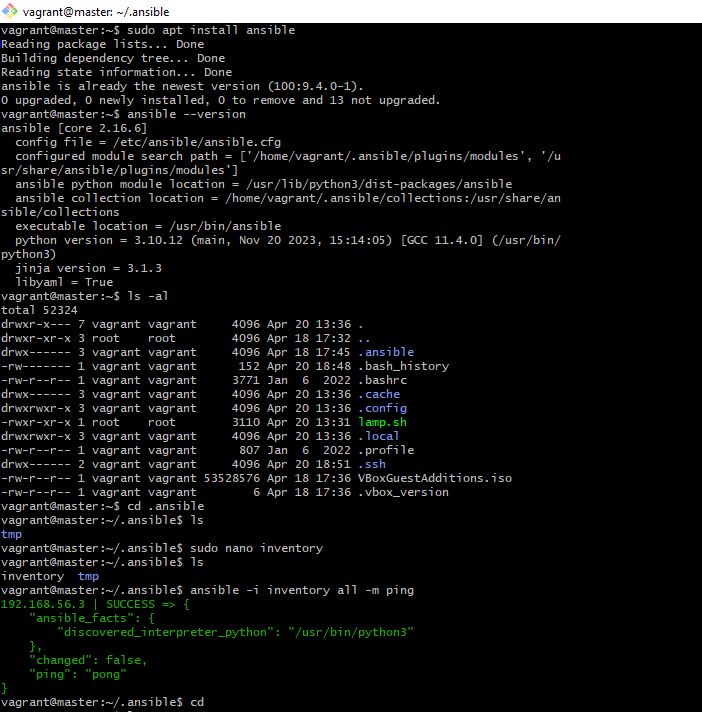 vagrant@master: ~/.ansible
vagrant@master:~$ sudo apt install ansible
Reading package lists... Done
Building dependency tree... Done
Reading state information... Done
ansible is already the newest version (100:9.4.0-1).
0 upgraded, 0 newly installed, 0 to remove and 13 not upgraded.
vagrant@master:~$ ansible --version
ansible [core 2.16.6]
  config file = /etc/ansible/ansible.cfg
  configured module search path = ['/home/vagrant/.ansible/plugins/modules', '/u
sr/share/ansible/plugins/modules']
  ansible python module location = /usr/lib/python3/dist-packages/ansible
  ansible collection location = /home/vagrant/.ansible/collections:/usr/share/an
sible/collections
  executable location = /usr/bin/ansible
  python version = 3.10.12 (main, Nov 20 2023, 15:14:05) [GCC 11.4.0] (/usr/bin/
python3)
  jinja version = 3.1.3
  libyaml = True
vagrant@master:~$ ls -al
total 52324
drwxr-x--- 7 vagrant vagrant     4096 Apr 20 13:36 .
drwxr-xr-x 3 root    root        4096 Apr 18 17:32 ..
drwx------ 3 vagrant vagrant     4096 Apr 18 17:45 .ansible
-rw------- 1 vagrant vagrant      152 Apr 20 18:48 .bash_history
-rw-r--r-- 1 vagrant vagrant     3771 Jan  6  2022 .bashrc
drwx------ 3 vagrant vagrant     4096 Apr 20 13:36 .cache
drwxrwxr-x 3 vagrant vagrant     4096 Apr 20 13:36 .config
-rwxr-xr-x 1 root    root        3110 Apr 20 13:31 lamp.sh
drwxrwxr-x 3 vagrant vagrant     4096 Apr 20 13:36 .local
-rw-r--r-- 1 vagrant vagrant      807 Jan  6  2022 .profile
drwx------ 2 vagrant vagrant     4096 Apr 20 18:51 .ssh
-rw-r--r-- 1 vagrant vagrant 53528576 Apr 18 17:36 VBoxGuestAdditions.iso
-rw-r--r-- 1 vagrant vagrant        6 Apr 18 17:36 .vbox_version
vagrant@master:~$ cd .ansible
vagrant@master:~/.ansible$ ls
tmp
vagrant@master:~/.ansible$ sudo nano inventory
vagrant@master:~/.ansible$ ls
inventory  tmp
vagrant@master:~/.ansible$ ansible -i inventory all -m ping
192.168.56.3 | SUCCESS => {
    "ansible_facts": {
        "discovered_interpreter_python": "/usr/bin/python3"
    },
    "changed": false,
    "ping": "pong"
}
vagrant@master:~/.ansible$ cd